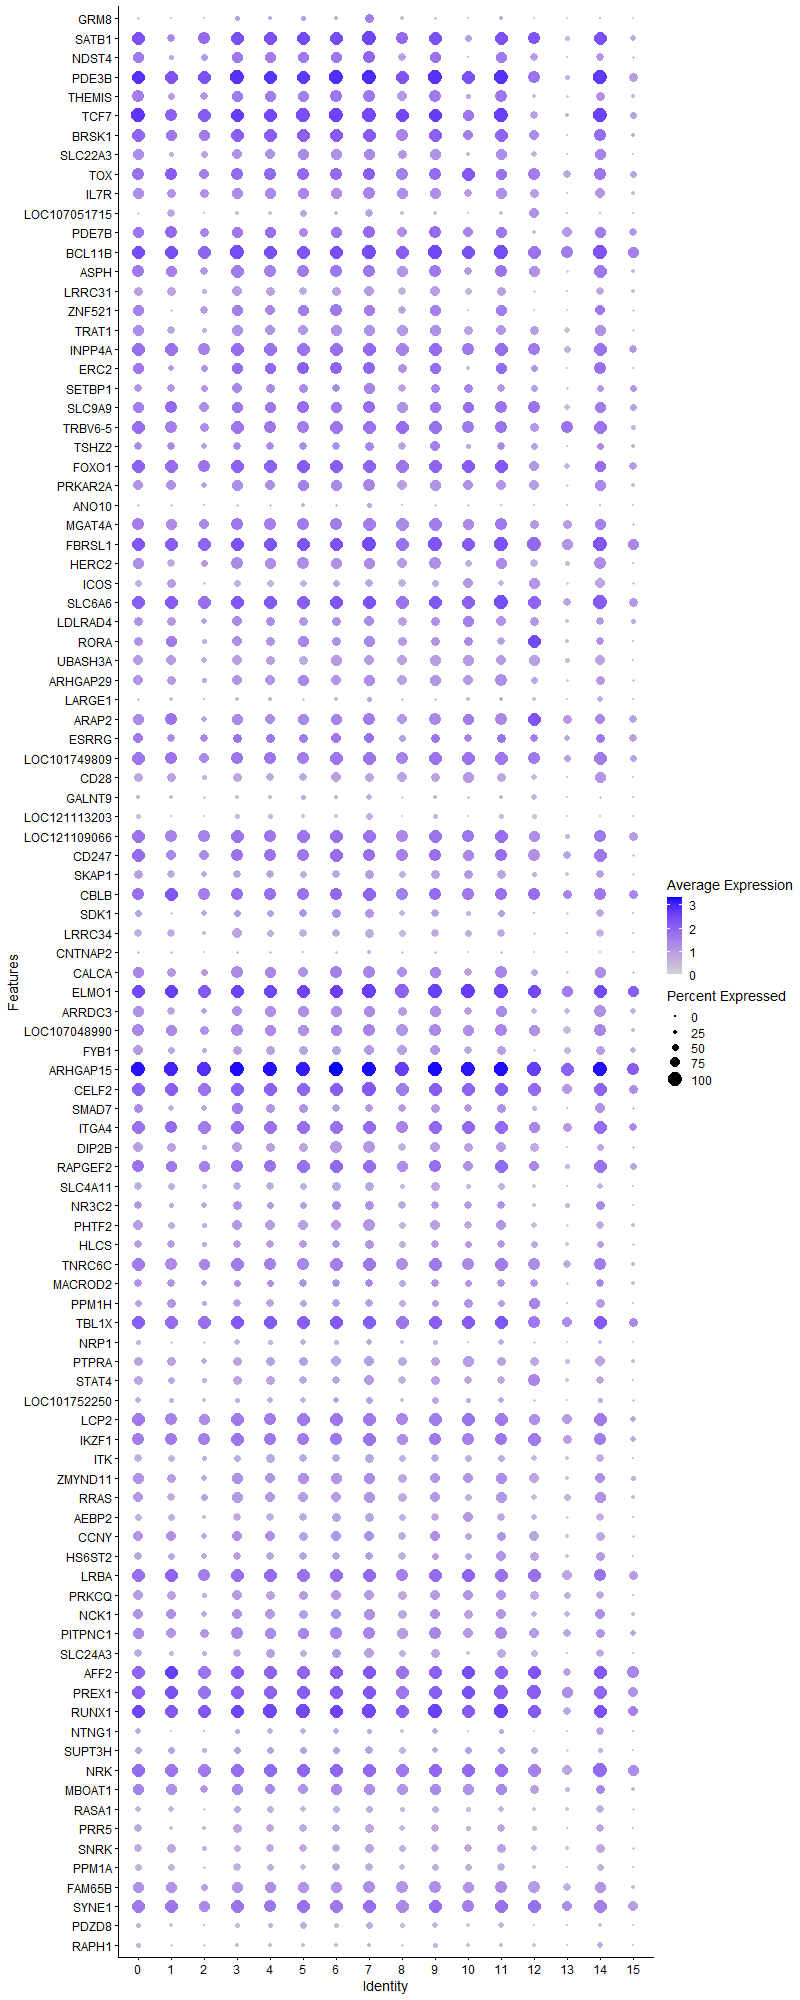 GRM8
SATB1
NDST4
PDE3B
THEMIS
TCF7
BRSK1
SLC22A3
TOX
IL7R
LOC107051715
PDE7B
BCL11B
ASPH
LRRC31
ZNF521
TRAT1
INPP4A
ERC2
SETBP1
SLC9A9
TRBV6-5
TSHZ2
FOXO1
PRKAR2A
ANO10
MGAT4A
FBRSL1
HERC2
ICOS
SLC6A6
LDLRAD4
RORA
UBASH3A
ARHGAP29
LARGE1
ARAP2
ESRRG
LOC101749809
CD28
GALNT9
LOC121113203
LOC121109066
CD247
SKAP1
CBLB
SDK1
LRRC34
CNTNAP2
CALCA
ELMO1
ARRDC3
LOC107048990
FYB1
ARHGAP15
CELF2
SMAD7
ITGA4
DIP2B
RAPGEF2
SLC4A11
NR3C2
PHTF2
HLCS
TNRC6C
MACROD2
PPM1H
TBL1X
NRP1
PTPRA
STAT4
LOC101752250
LCP2
IKZF1
ITK
ZMYND11
RRAS
AEBP2
CCNY
HS6ST2
LRBA
PRKCQ
NCK1
PITPNC1
SLC24A3
AFF2
PREX1
RUNX1
NTNG1
SUPT3H
NRK
MBOAT1
RASA1
PRR5
SNRK
PPM1A
FAM65B
SYNE1
PDZD8
RAPH1
Features
0 1 2 3 4 5 6 7 8 9 10 11 12 13 14 15
Identity
Average Expression
3
2
1
0
Percent Expressed
0
25
50
75
100